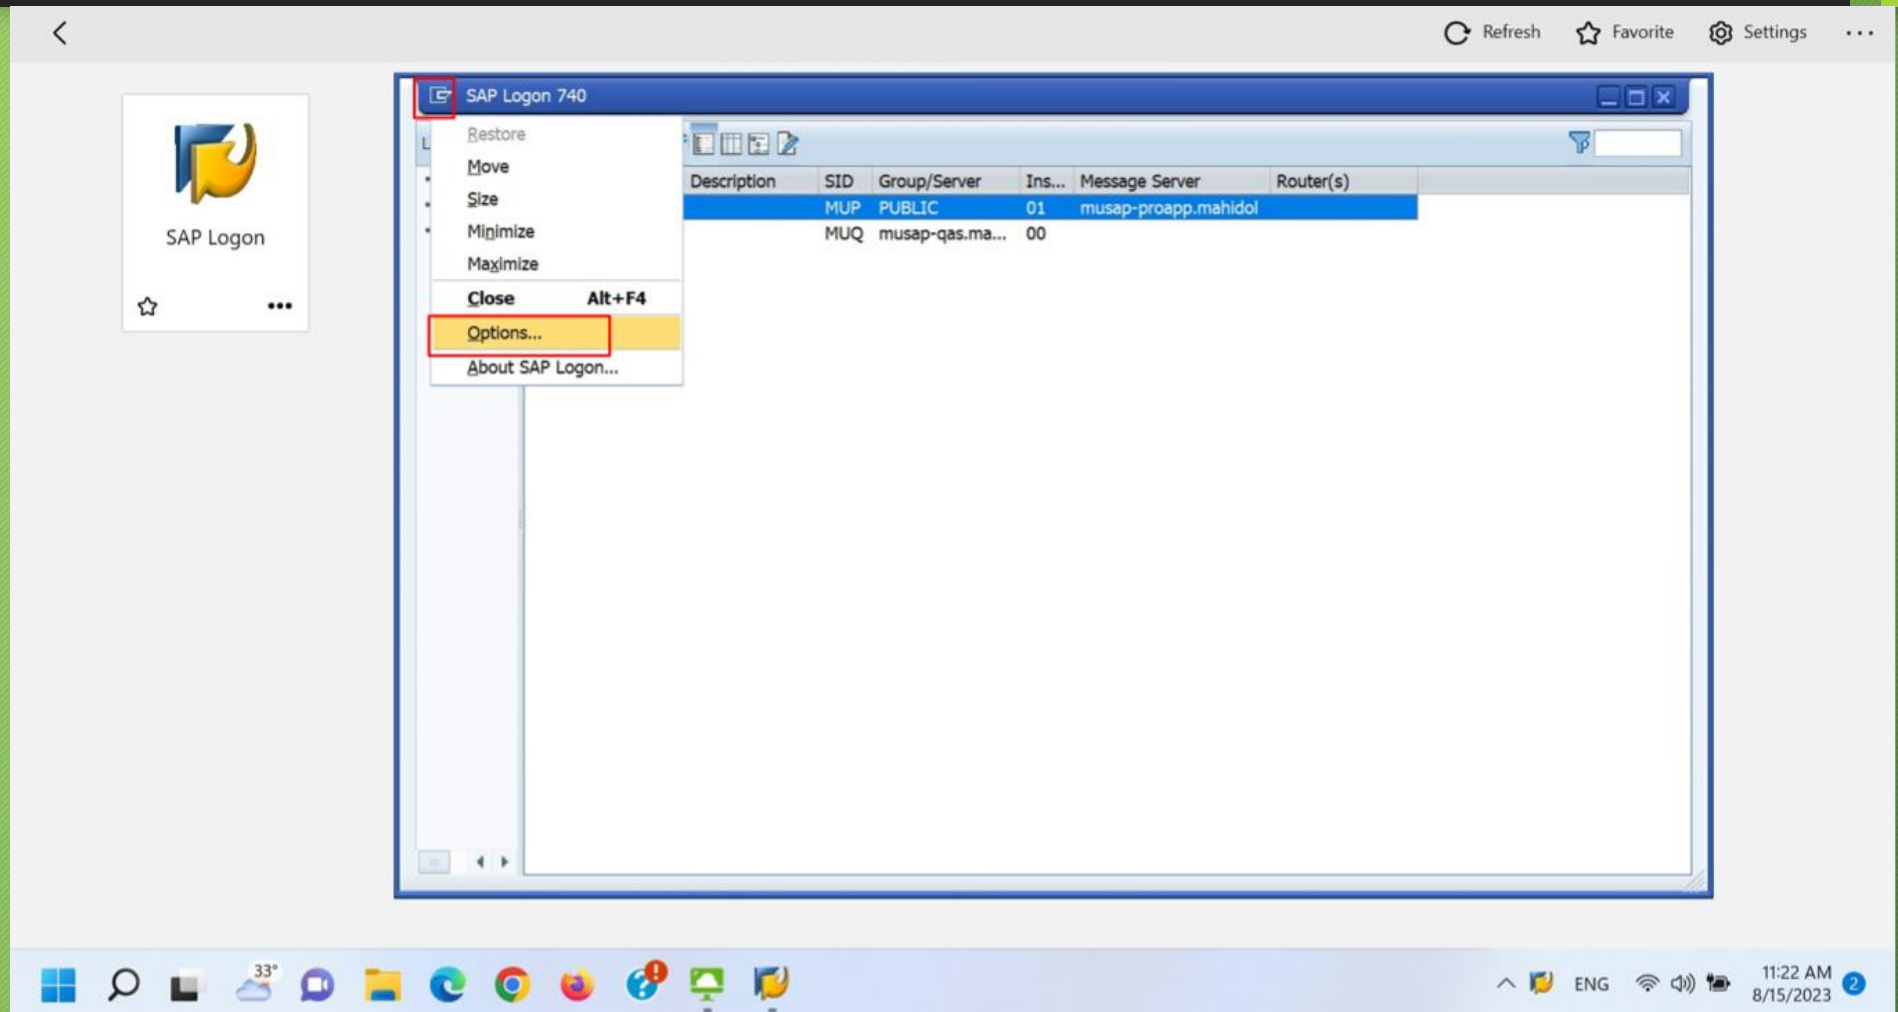 Refresh
Favorite
Settings
SAP Logon
SAP Logon 740
Restore
Move
Size
Minimize
Maximize
Close Alt+F4
Options...
About SAP Logon...
Description SID Group/Server Ins... Message Server Router(s)
MUP PUBLIC 01 musap-proapp.mahidol
MUQ musap-qas.ma... 00
33°
ENG
11:22 AM
8/15/2023
2